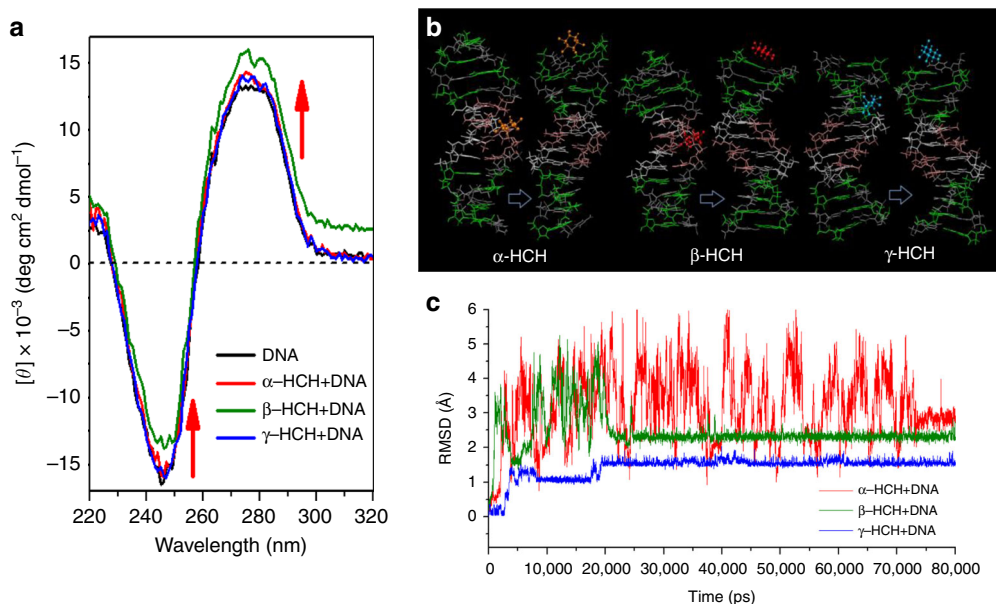 a
15
10
5
0
−5
−10
−15
[θ] × 10⁻³ (deg cm² dmol⁻¹)
DNA
α–HCH+DNA
β–HCH+DNA
γ–HCH+DNA
220 240 260 280 300 320
Wavelength (nm)
b
α-HCH β-HCH γ-HCH
c
6
5
4
3
2
1
0
RMSD (Å)
α–HCH+DNA
β–HCH+DNA
γ–HCH+DNA
0 10,000 20,000 30,000 40,000 50,000 60,000 70,000 80,000
Time (ps)